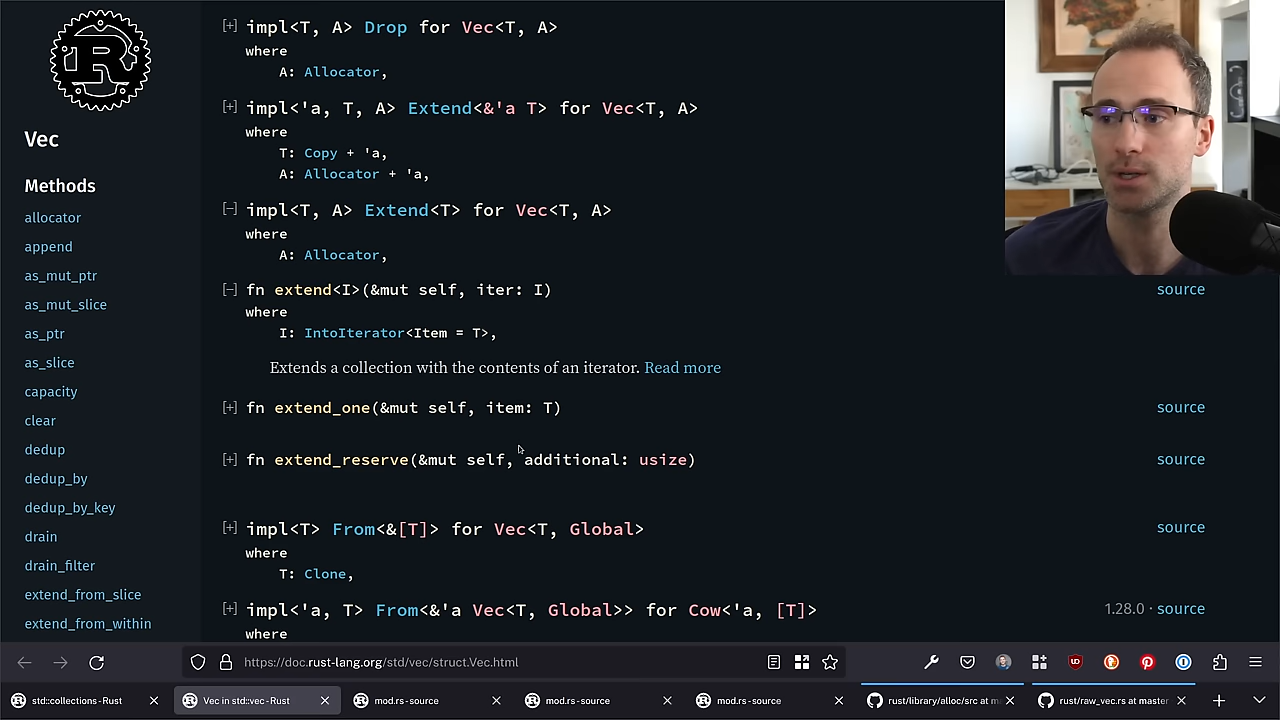 Vec
Methods
allocator
append
as_mut_ptr
as_mut_slice
as_ptr
as_slice
capacity
clear
dedup
dedup_by
dedup_by_key
drain
drain_filter
extend_from_slice
extend_from_within
[+] impl<T, A> Drop for Vec<T, A>
where
A: Allocator,
[+] impl<'a, T, A> Extend<&'a T> for Vec<T, A>
where
T: Copy + 'a,
A: Allocator + 'a,
[−] impl<T, A> Extend<T> for Vec<T, A>
where
A: Allocator,
[−] fn extend<I>(&mut self, iter: I) source
where
I: IntoIterator<Item = T>,
Extends a collection with the contents of an iterator. Read more
[+] fn extend_one(&mut self, item: T) source
[+] fn extend_reserve(&mut self, additional: usize) source
[+] impl<T> From<&[T]> for Vec<T, Global> source
where
T: Clone,
[+] impl<'a, T> From<&'a Vec<T, Global>> for Cow<'a, [T]> 1.28.0 · source
where
https://doc.rust-lang.org/std/vec/struct.Vec.html
std::collections - Rust
Vec in std::vec - Rust
mod.rs - source
mod.rs - source
mod.rs - source
rust/library/alloc/src at m
rust/raw_vec.rs at master